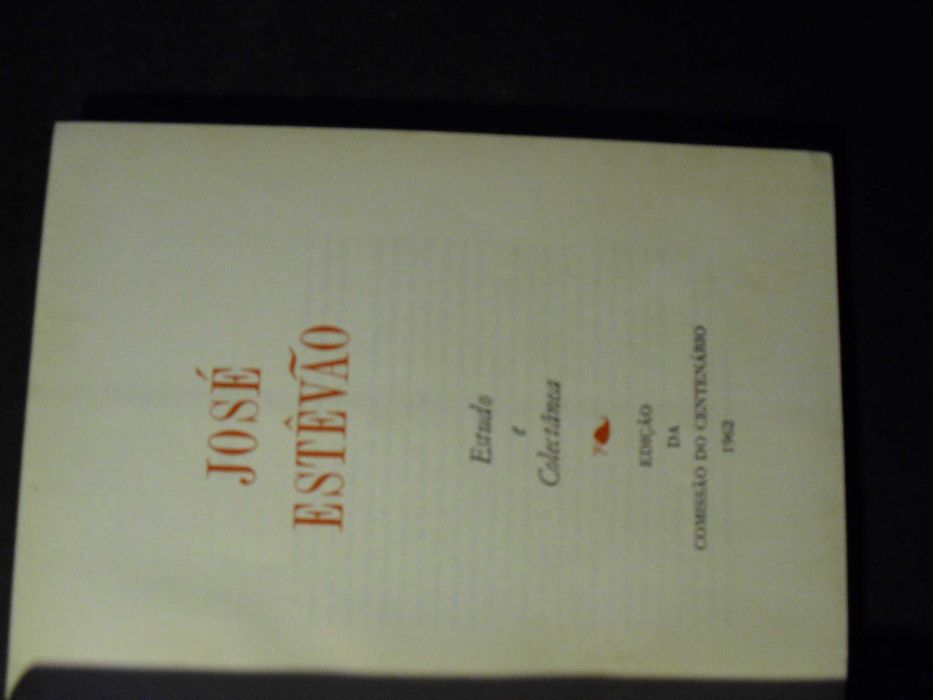 JOSÉ
ESTÊVÃO
Estudo
e
Colectânea
EDIÇÃO
DA
COMISSÃO DO CENTENÁRIO
1962